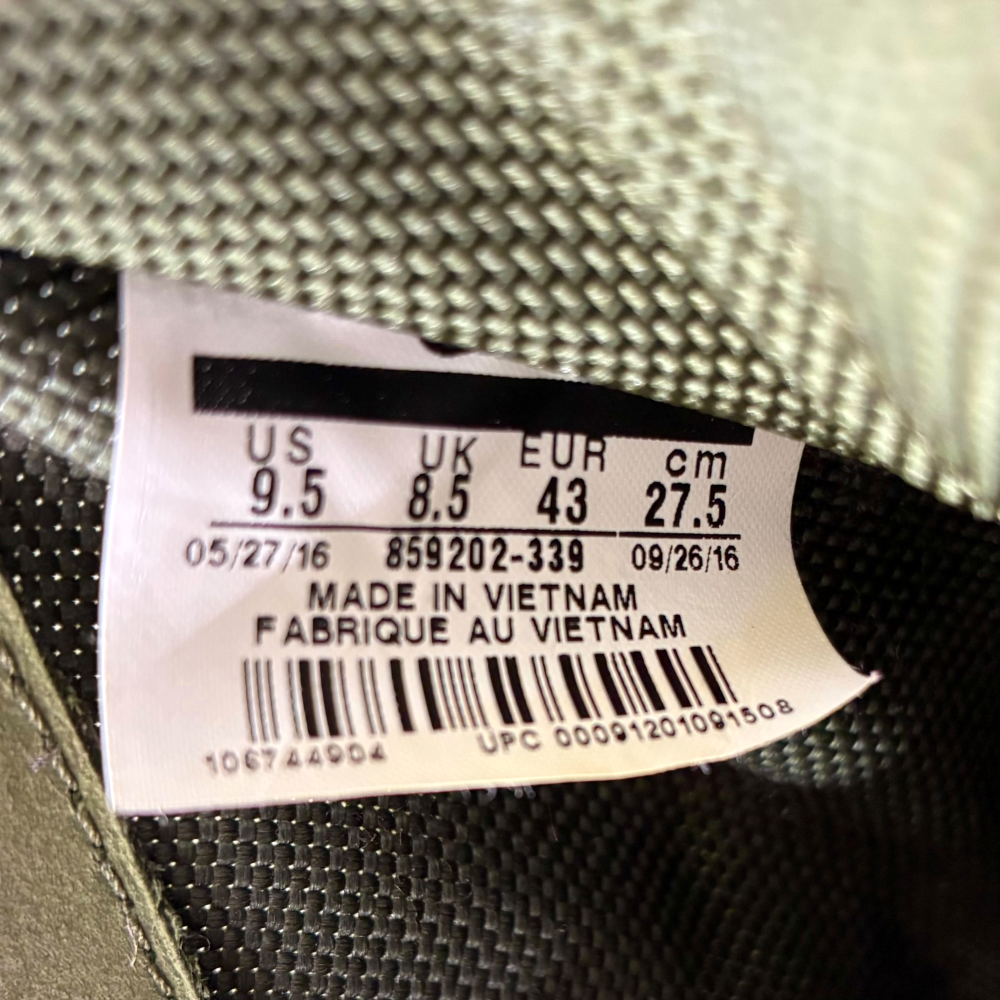 US UK EUR cm
9.5 8.5 43 27.5
05/27/16 859202-339 09/26/16
MADE IN VIETNAM
FABRIQUE AU VIETNAM
106744904 UPC 00091201091508